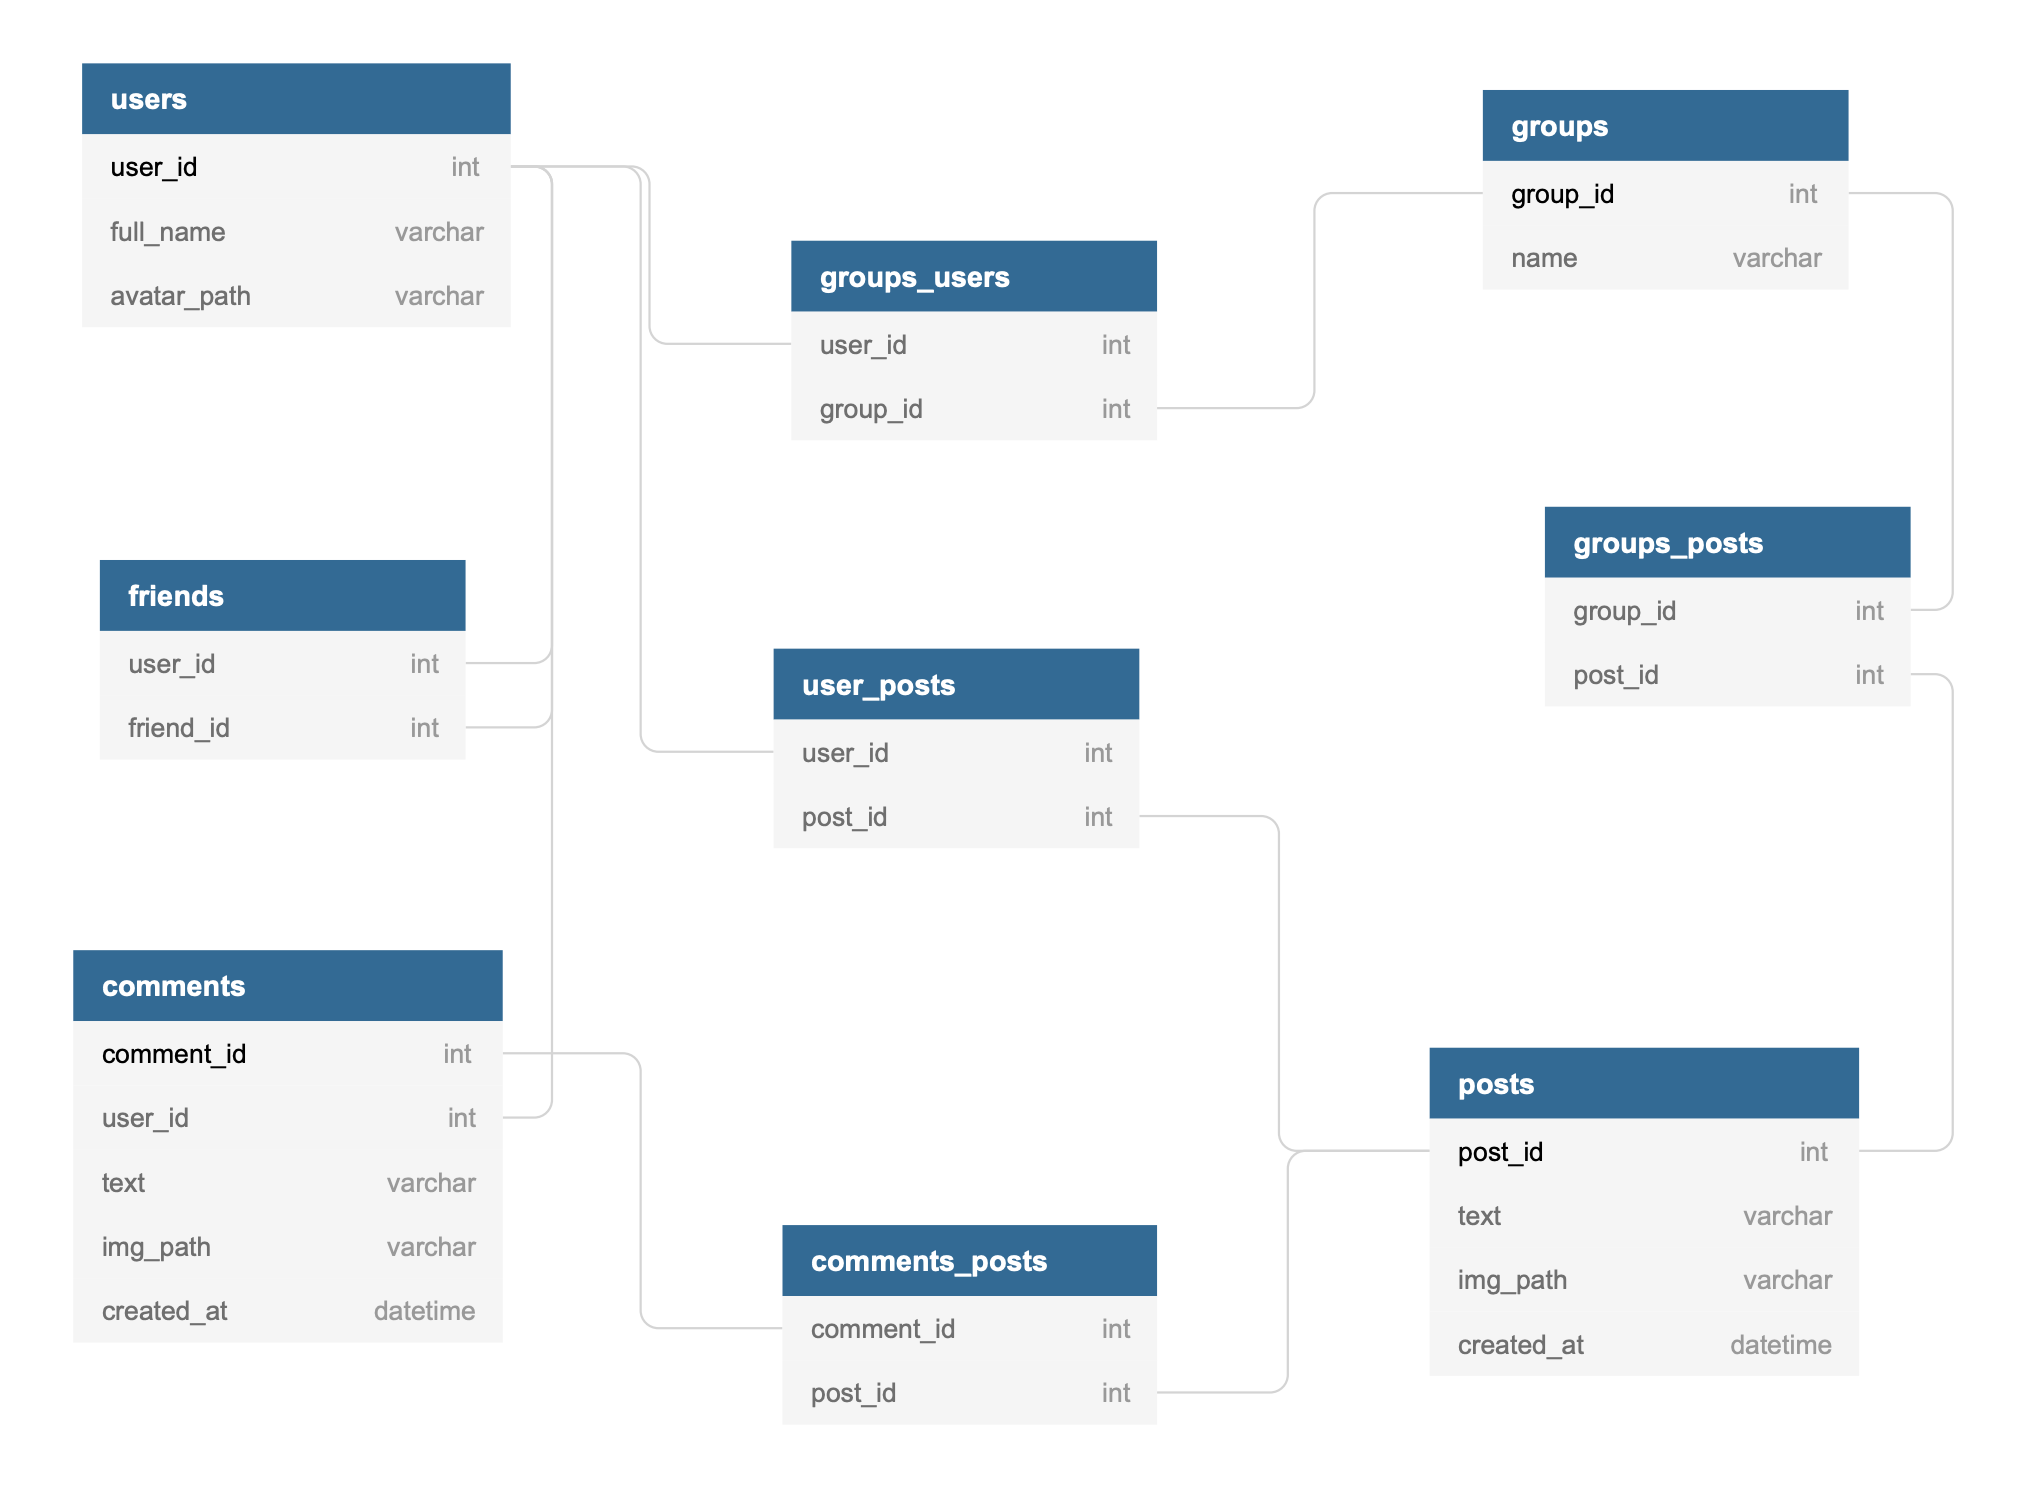 users
user_id int
full_name varchar
avatar_path varchar
groups
group_id int
name varchar
groups_users
user_id int
group_id int
groups_posts
group_id int
post_id int
friends
user_id int
friend_id int
user_posts
user_id int
post_id int
comments
comment_id int
user_id int
text varchar
img_path varchar
created_at datetime
posts
post_id int
text varchar
img_path varchar
created_at datetime
comments_posts
comment_id int
post_id int